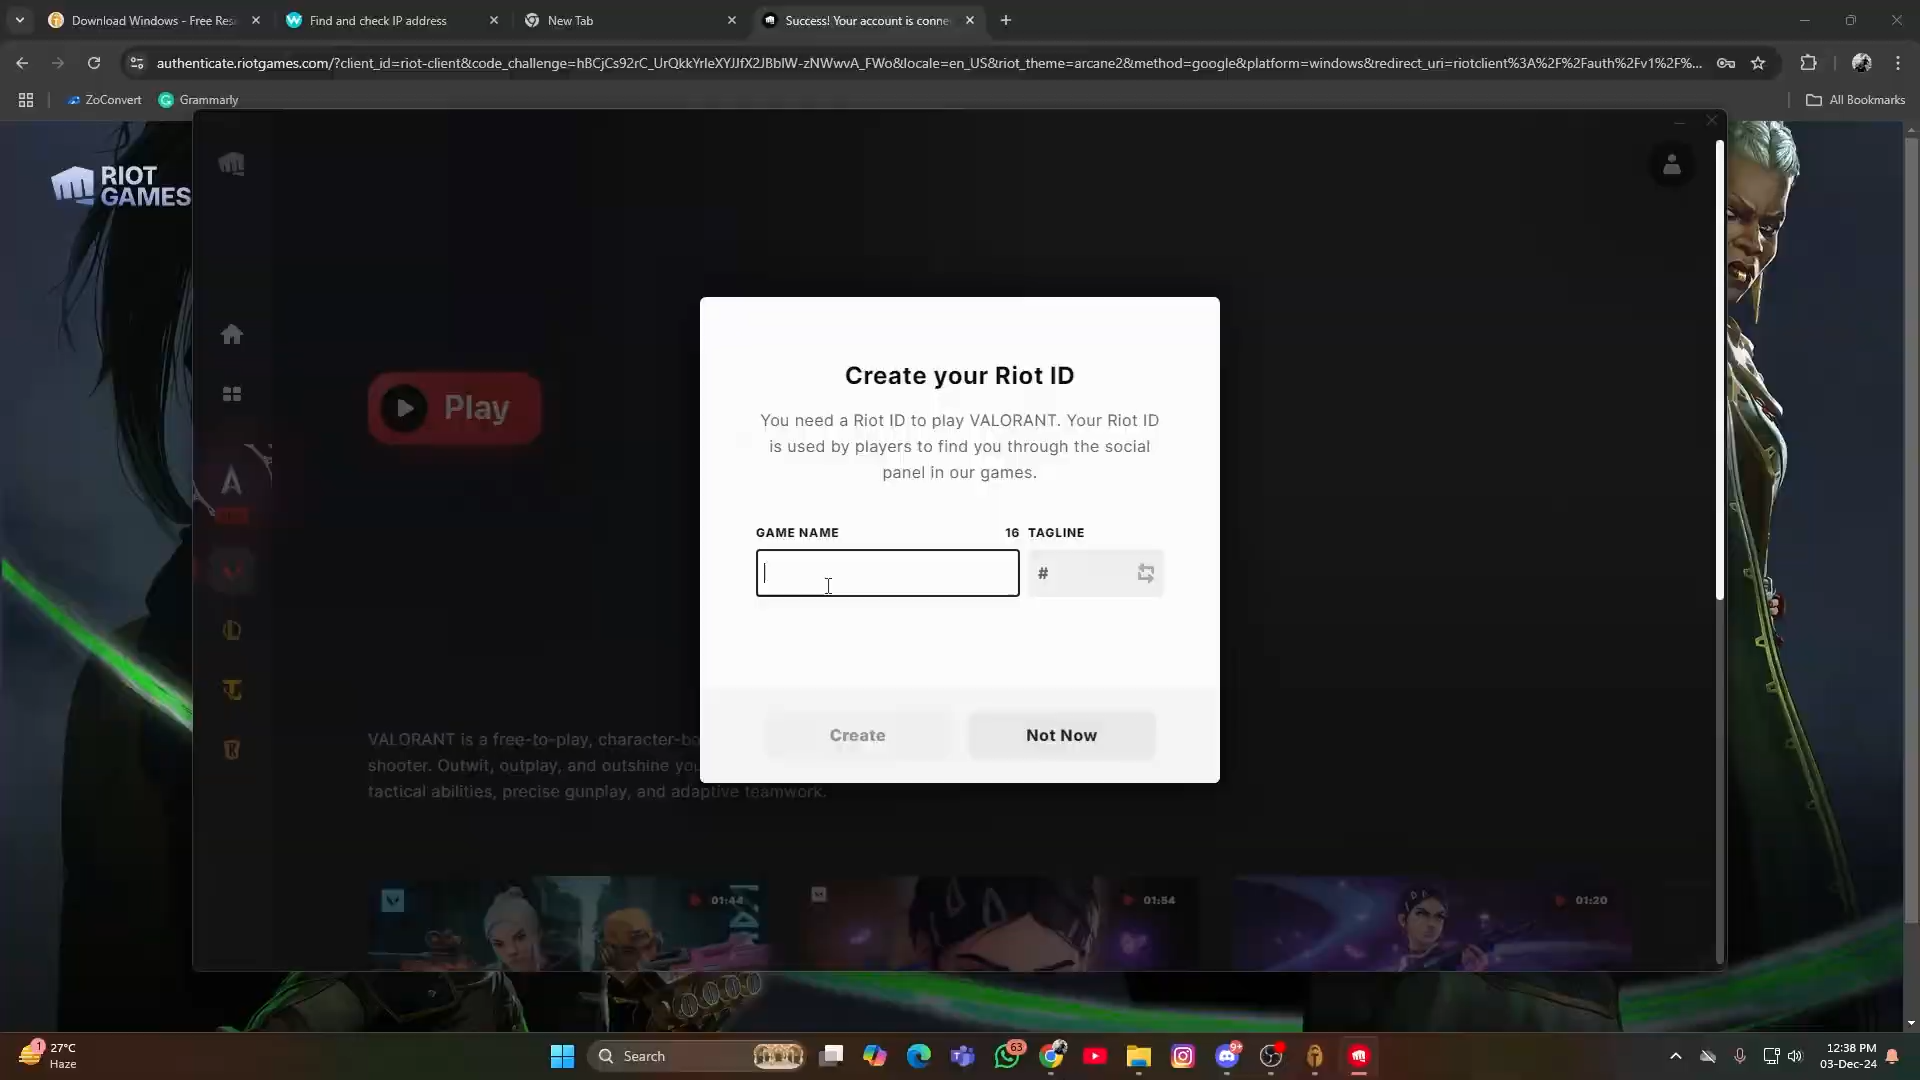 Download Windows - Free Res
Find and check IP address
New Tab
Success! Your account is conne
authenticate.riotgames.com/?client_id=riot-client&code_challenge=hBCjCs92rC_UrQkkYrleXYJJfX2JBblW-zNWwvA_FWo&locale=en_US&riot_theme=arcane2&method=google&platform=windows&redirect_uri=riotclient%3A%2F%2Fauth%2Fv1%2F%...
ZoConvert
Grammarly
All Bookmarks
RIOT
GAMES
Play
Create your Riot ID
You need a Riot ID to play VALORANT. Your Riot ID
is used by players to find you through the social
panel in our games.
GAME NAME 16 TAGLINE
#
Create
Not Now
VALORANT is a free-to-play, character-ba
shooter. Outwit, outplay, and outshine you
tactical abilities, precise gunplay, and adaptive teamwork.
01:44
01:54
01:20
1
27°C
Haze
Search
63
9+
12:38 PM
03-Dec-24